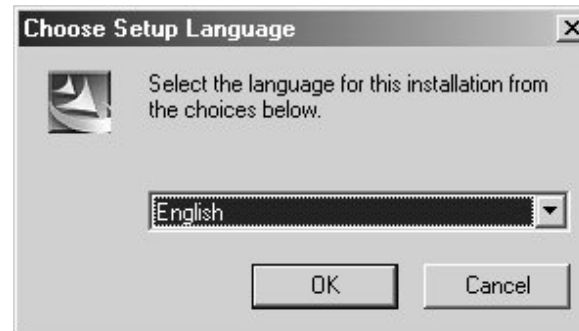 Choose Setup Language
Select the language for this installation from
the choices below.
English
OK
Cancel